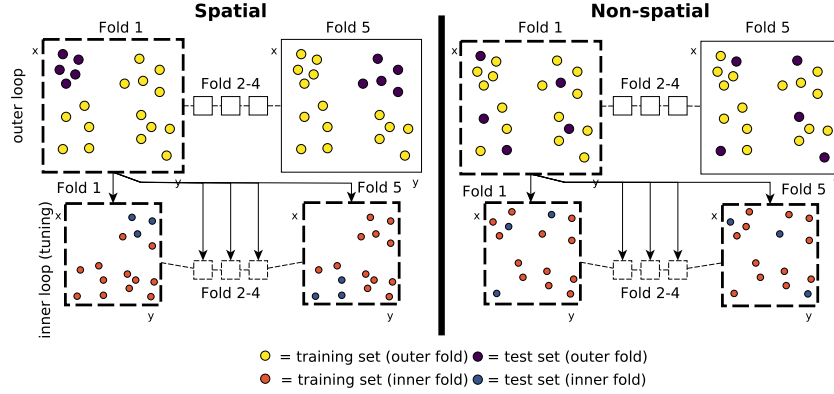 Spatial
Non-spatial
Fold 1
Fold 5
Fold 1
Fold 5
x
x
x
x
outer loop
Fold 2-4
Fold 2-4
y
y
Fold 1
Fold 5
Fold 1
Fold 5
x
x
x
x
inner loop (tuning)
Fold 2-4
Fold 2-4
y
y
y
y
= training set (outer fold)
= test set (outer fold)
= training set (inner fold)
= test set (inner fold)